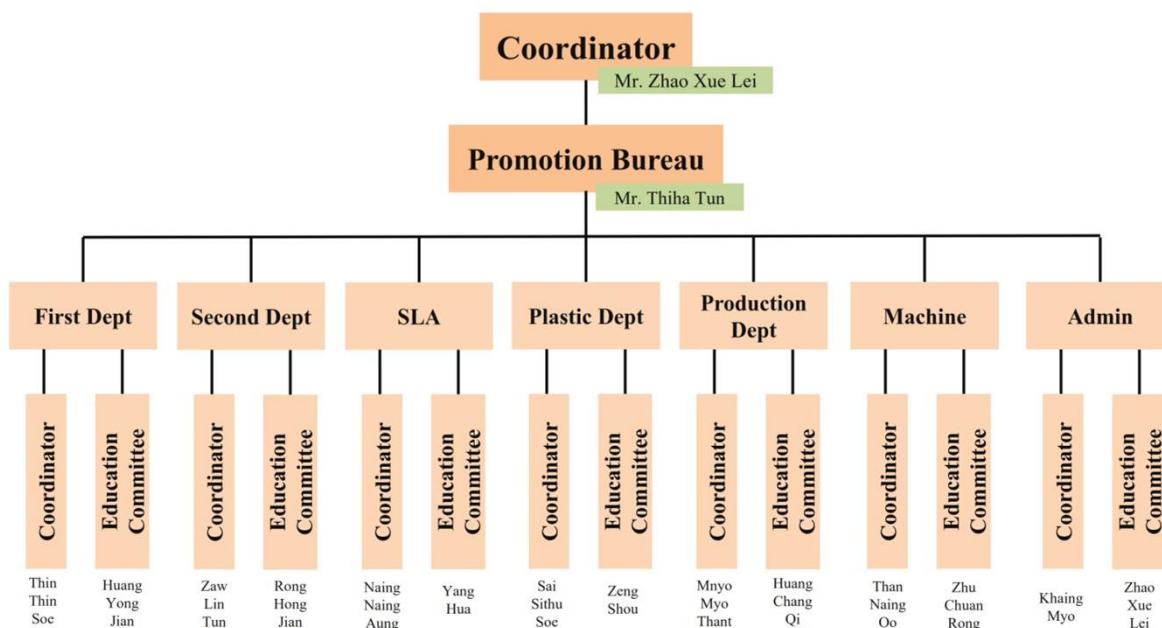 Coordinator
Mr. Zhao Xue Lei
Promotion Bureau
Mr. Thiha Tun
First Dept
Second Dept
SLA
Plastic Dept
Production
Dept
Machine
Admin
Coordinator
Education
Committee
Coordinator
Education
Committee
Coordinator
Education
Committee
Coordinator
Education
Committee
Coordinator
Education
Committee
Coordinator
Education
Committee
Coordinator
Education
Committee
Thin
Thin
Soe
Huang
Yong
Jian
Zaw
Lin
Tun
Rong
Hong
Jian
Naing
Naing
Aung
Yang
Hua
Sai
Sithu
Soe
Zeng
Shou
Mnyo
Myo
Thant
Huang
Chang
Qi
Than
Naing
Oo
Zhu
Chuan
Rong
Khaing
Myo
Zhao
Xue
Lei